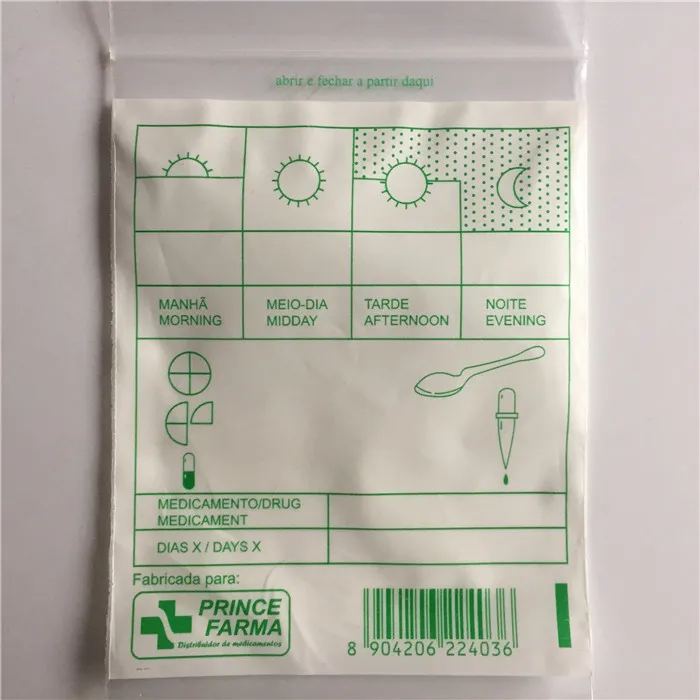 abrir e fechar a partir daqui
MANHÃ
MORNING
MEIO-DIA
MIDDAY
TARDE
AFTERNOON
NOITE
EVENING
MEDICAMENTO/DRUG
MEDICAMENT
DIAS X / DAYS X
Fabricada para:
PRINCE
FARMA
Distribuidor de medicamentos
8 904206 224036